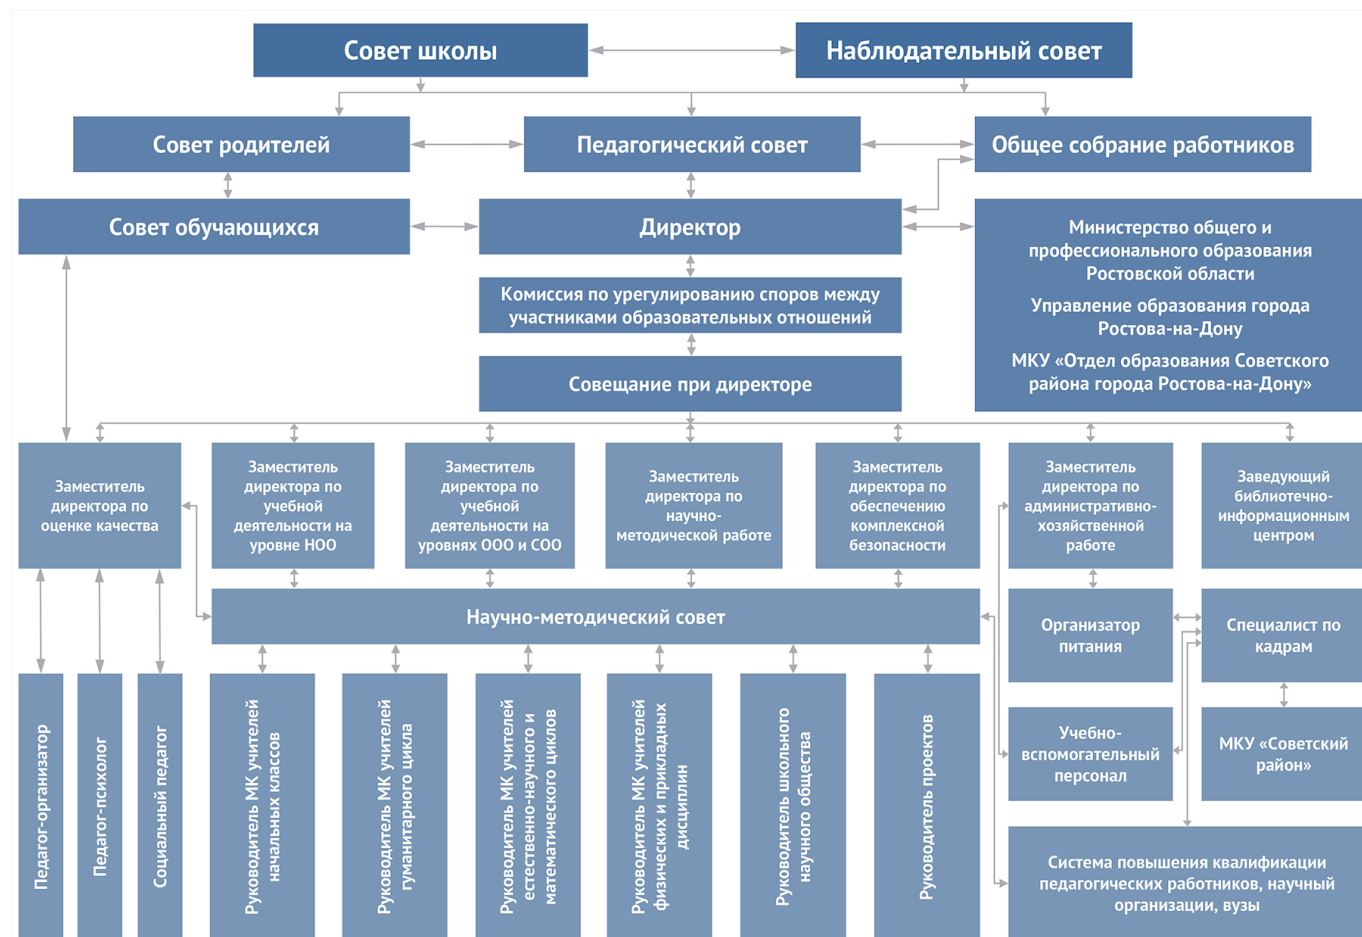 Совет школы
Наблюдательный совет
Совет родителей
Педагогический совет
Общее собрание работников
Совет обучающихся
Директор
Министерство общего и
профессионального образования
Ростовской области
Управление образования города
Ростова-на-Дону
МКУ «Отдел образования Советского
района города Ростова-на-Дону»
Комиссия по урегулированию споров между
участниками образовательных отношений
Совещание при директоре
Заместитель
директора по
оценке качества
Заместитель
директора по
учебной
деятельности на
уровне НОО
Заместитель
директора по
учебной
деятельности на
уровнях ООО и СОО
Заместитель
директора по
научно-
методической работе
Заместитель
директора по
обеспечению
комплексной
безопасности
Заместитель
директора по
административно-
хозяйственной
работе
Заведующий
библиотечно-
информационным
центром
Научно-методический совет
Организатор
питания
Специалист по
кадрам
Педагог-организатор
Педагог-психолог
Социальный педагог
Руководитель МК учителей
начальных классов
Руководитель МК учителей
гуманитарного цикла
Руководитель МК учителей
естественно-научного и
математического циклов
Руководитель МК учителей
физических и прикладных
дисциплин
Руководитель школьного
научного общества
Руководитель проектов
Учебно-
вспомогательный
персонал
МКУ «Советский
район»
Система повышения квалификации
педагогических работников, научный
организации, вузы